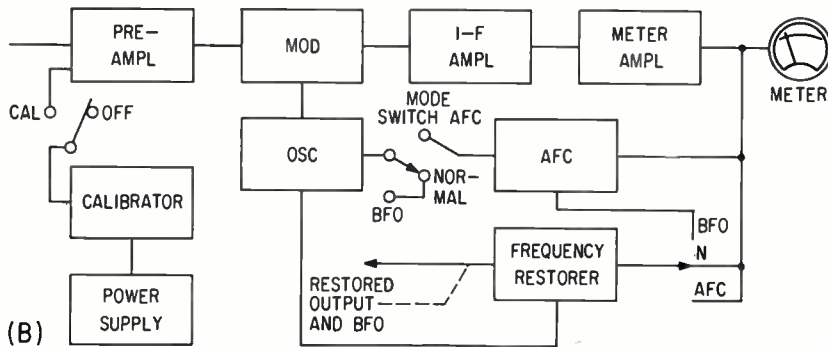 PRE-
AMPL
MOD
I-F
AMPL
METER
AMPL
METER
CAL
OFF
MODE
SWITCH AFC
OSC
AFC
NOR-
MAL
BFO
CALIBRATOR
BFO
N
AFC
FREQUENCY
RESTORER
RESTORED
OUTPUT
AND BFO
POWER
SUPPLY
(B)